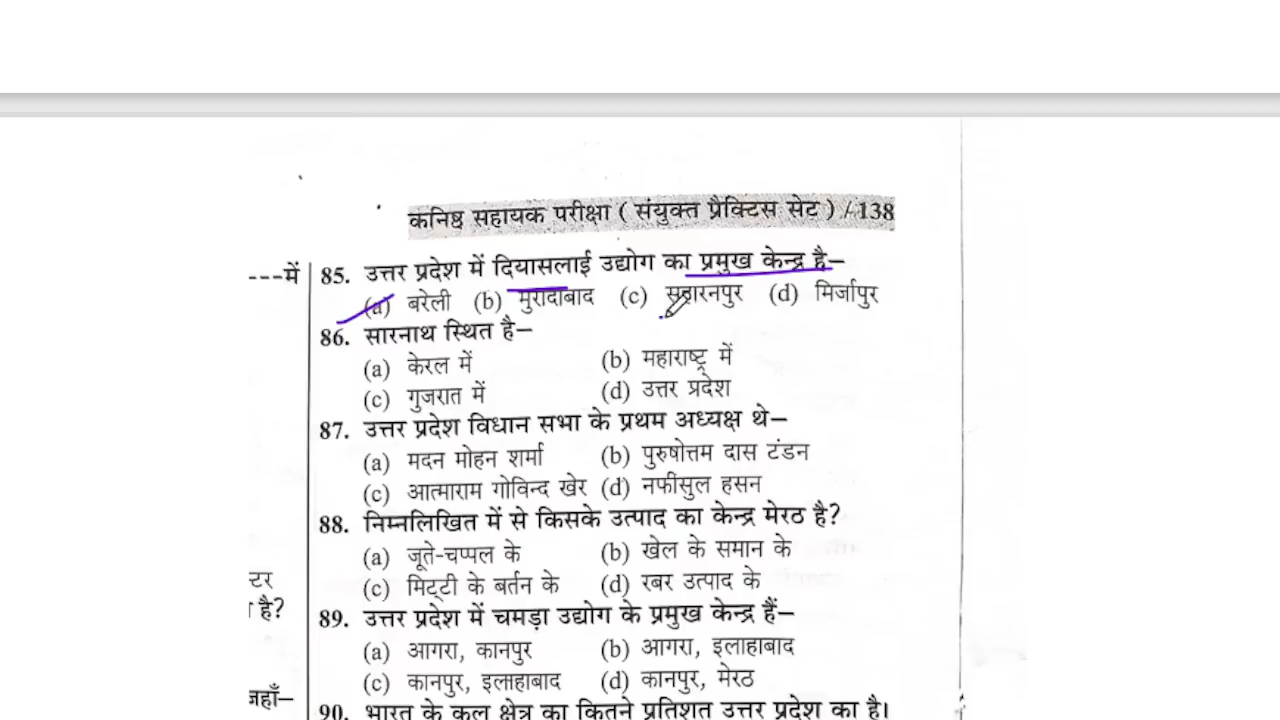 कनिष्ठ सहायक परीक्षा ( संयुक्त प्रैक्टिस सेट ) / 138
---में
85. उत्तर प्रदेश में दियासलाई उद्योग का प्रमुख केन्द्र है–
(a) बरेली (b) मुरादाबाद (c) सहारनपुर (d) मिर्जापुर
86. सारनाथ स्थित है–
(a) केरल में (b) महाराष्ट्र में
(c) गुजरात में (d) उत्तर प्रदेश
87. उत्तर प्रदेश विधान सभा के प्रथम अध्यक्ष थे–
(a) मदन मोहन शर्मा (b) पुरुषोत्तम दास टंडन
(c) आत्माराम गोविन्द खेर (d) नफीसुल हसन
88. निम्नलिखित में से किसके उत्पाद का केन्द्र मेरठ है?
(a) जूते-चप्पल के (b) खेल के समान के
टर
(c) मिट्टी के बर्तन के (d) रबर उत्पाद के
है?
89. उत्तर प्रदेश में चमड़ा उद्योग के प्रमुख केन्द्र हैं–
(a) आगरा, कानपुर (b) आगरा, इलाहाबाद
(c) कानपुर, इलाहाबाद (d) कानपुर, मेरठ
जहाँ–
90. भारत के कुल क्षेत्र का कितने प्रतिशत उत्तर प्रदेश का है।